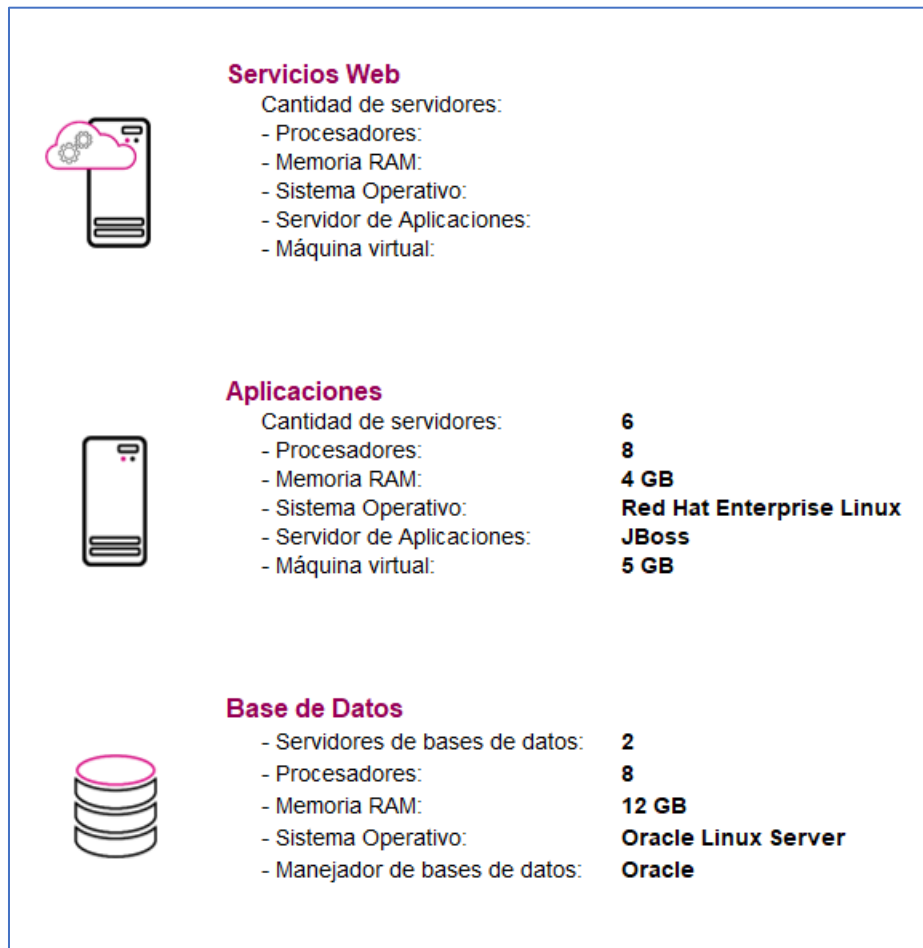 Servicios Web
Cantidad de servidores:
- Procesadores:
- Memoria RAM:
- Sistema Operativo:
- Servidor de Aplicaciones:
- Máquina virtual:
Aplicaciones
Cantidad de servidores: 6
- Procesadores: 8
- Memoria RAM: 4 GB
- Sistema Operativo: Red Hat Enterprise Linux
- Servidor de Aplicaciones: JBoss
- Máquina virtual: 5 GB
Base de Datos
- Servidores de bases de datos: 2
- Procesadores: 8
- Memoria RAM: 12 GB
- Sistema Operativo: Oracle Linux Server
- Manejador de bases de datos: Oracle